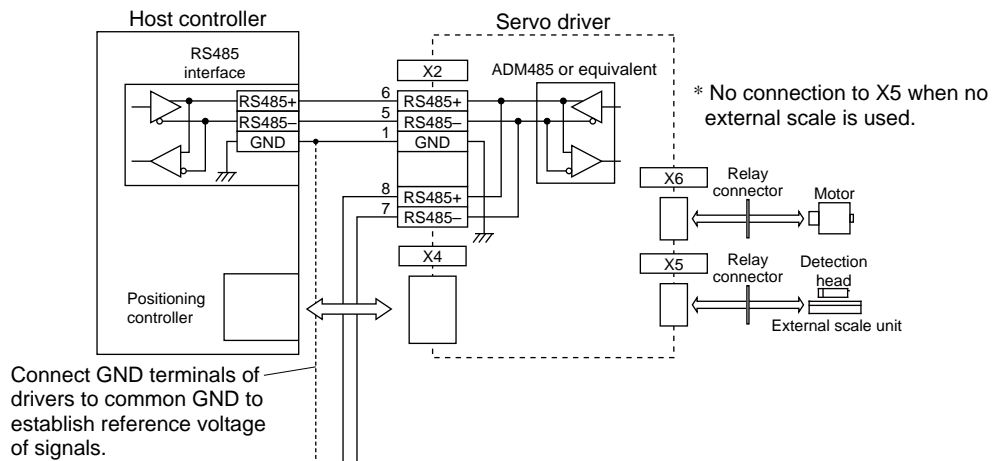 Host controller
Servo driver
RS485
interface
X2
ADM485 or equivalent
RS485+
6
RS485+
RS485–
5
RS485–
GND
1
GND
* No connection to X5 when no
external scale is used.
8
RS485+
7
RS485–
X6
Relay
connector
Motor
X4
X5
Relay
connector
Detection
head
Positioning
controller
External scale unit
Connect GND terminals of
drivers to common GND to
establish reference voltage
of signals.